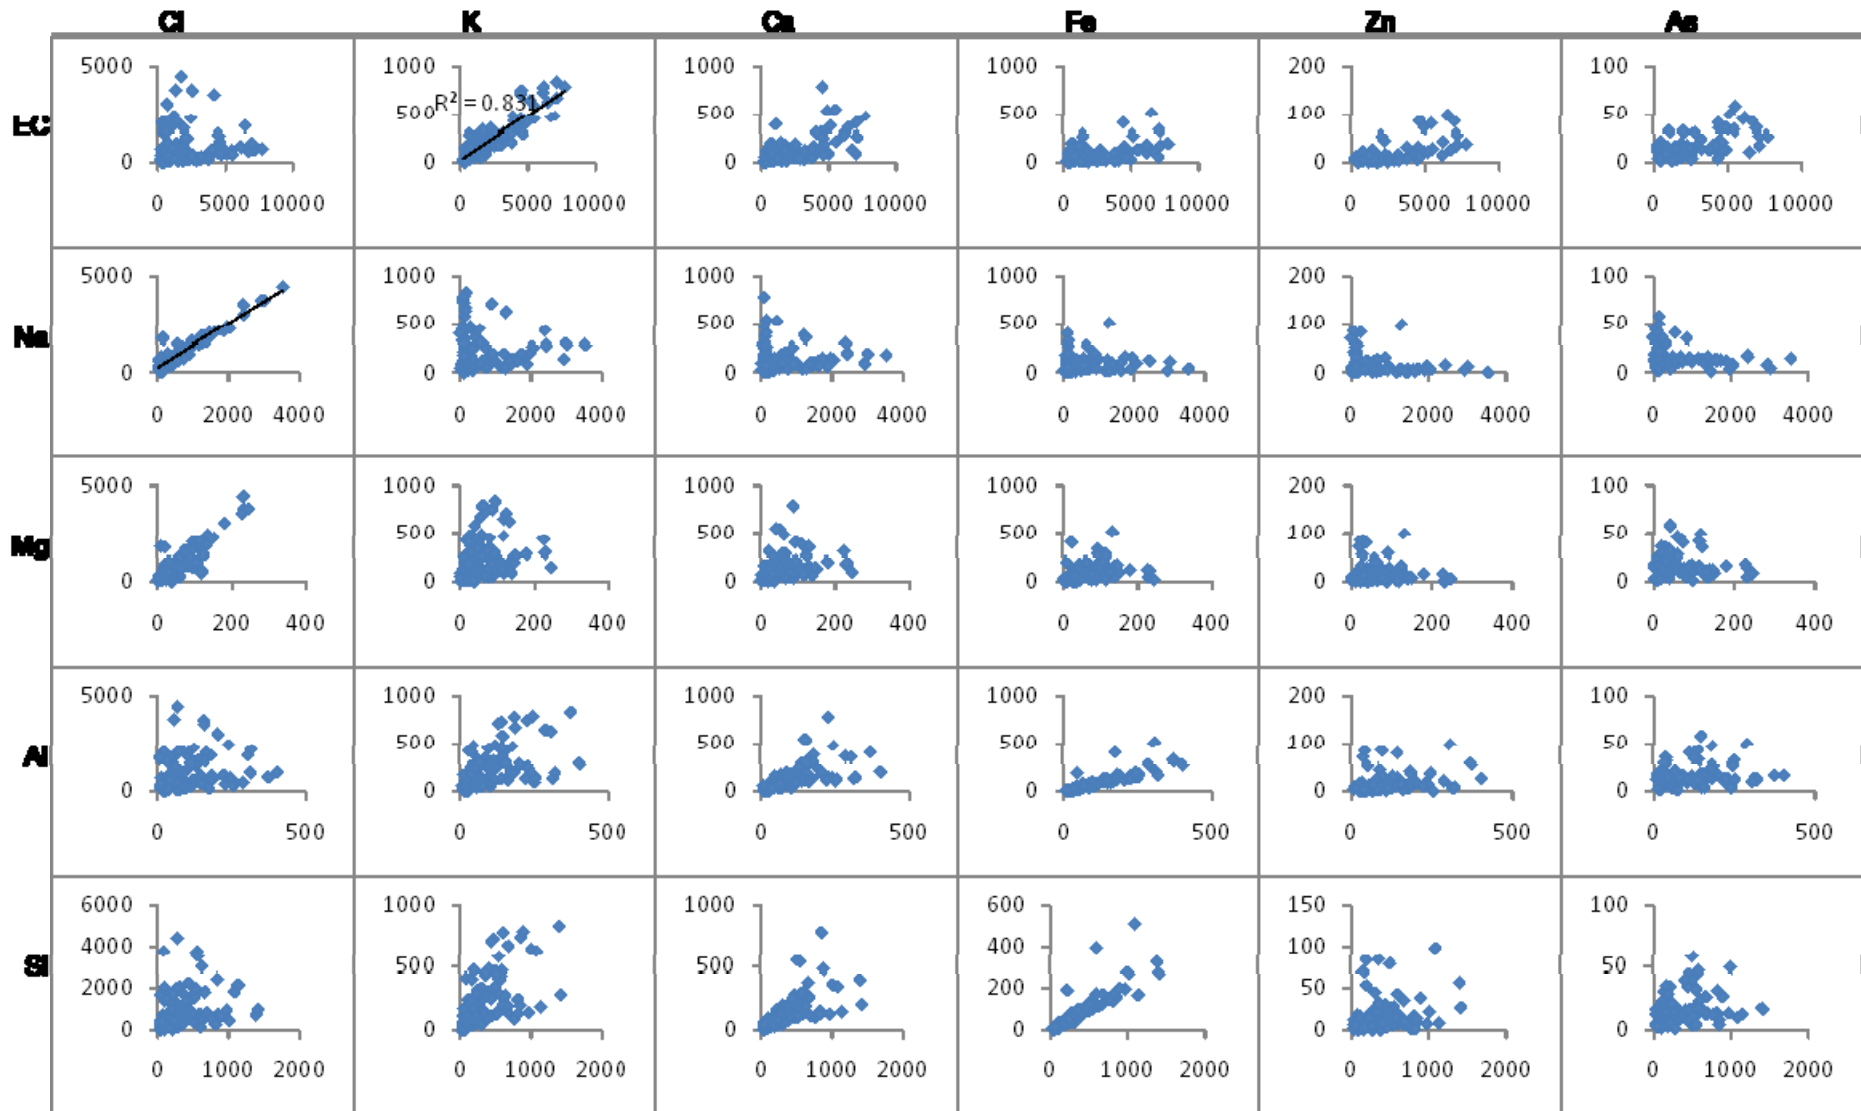 Cl K Ca Fe Zn As
5000 1000 1000 1000 200 100
R² = 0.831
EC 500 500 500 100 50
0 0 0 0 0 0
0 5000 10000 0 5000 10000 0 5000 10000 0 5000 10000 0 5000 10000 0 5000 10000
5000 1000 1000 1000 200 100
Na 500 500 500 100 50
0 0 0 0 0 0
0 2000 4000 0 2000 4000 0 2000 4000 0 2000 4000 0 2000 4000 0 2000 4000
5000 1000 1000 1000 200 100
Mg 500 500 500 100 50
0 0 0 0 0 0
0 200 400 0 200 400 0 200 400 0 200 400 0 200 400 0 200 400
5000 1000 1000 1000 200 100
Al 500 500 500 100 50
0 0 0 0 0 0
0 500 0 500 0 500 0 500 0 500 0 500
6000 1000 1000 600 150 100
4000 400 100
Si 500 500 50
2000 200 50
0 0 0 0 0 0
0 1000 2000 0 1000 2000 0 1000 2000 0 1000 2000 0 1000 2000 0 1000 2000